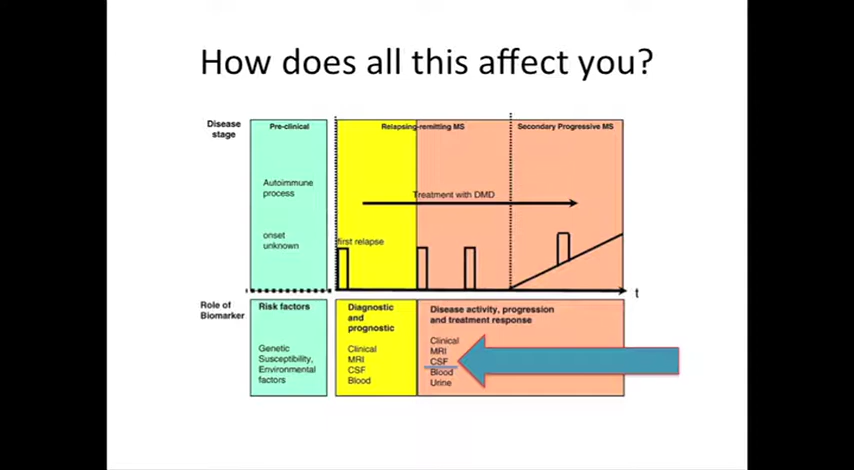 How does all this affect you?
Disease
stage
Pre-clinical
Relapsing-remitting MS
Secondary Progressive MS
Autoimmune
process
Treatment with DMD
onset
unknown
first relapse
t
Role of
Biomarker
Risk factors
Genetic
Susceptibility,
Environmental
factors
Diagnostic
and
prognostic
Clinical
MRI
CSF
Blood
Disease activity, progression
and treatment response
Clinical
MRI
CSF
Blood
Urine